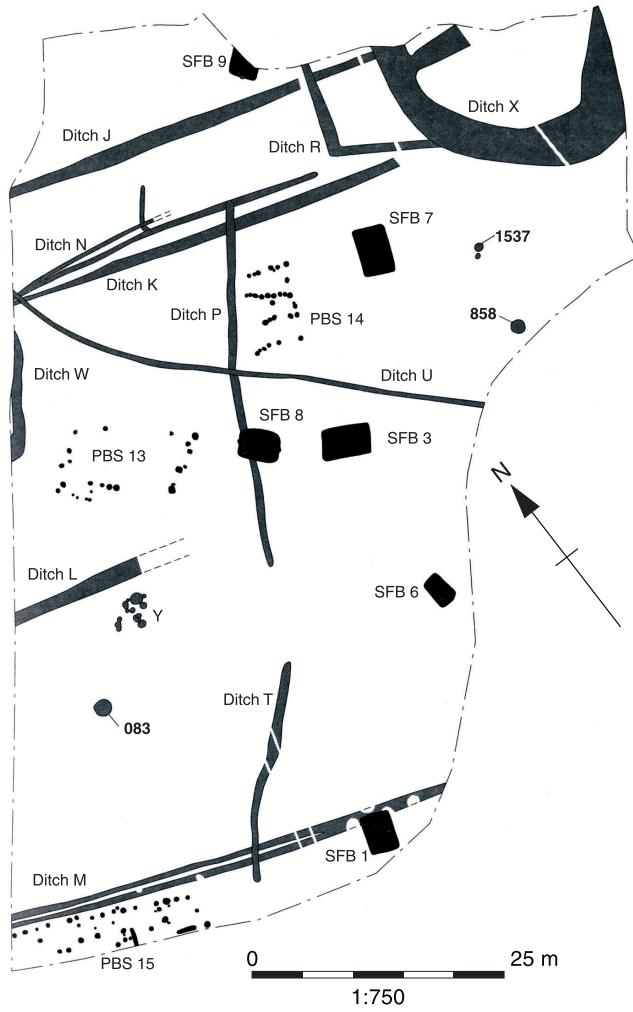 SFB 9
Ditch X
Ditch J
Ditch R
SFB 7
1537
Ditch N
Ditch K
Ditch P
PBS 14
858
Ditch W
Ditch U
SFB 8
SFB 3
PBS 13
N
Ditch L
SFB 6
Y
Ditch T
083
SFB 1
Ditch M
PBS 15
0 25 m
1:750